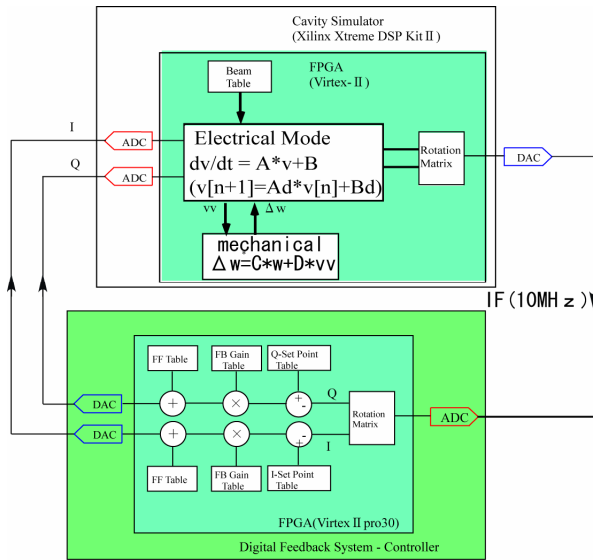 Cavity Simulator
(Xilinx Xtreme DSP Kit II)
FPGA
(Virtex-II)
Beam
Table
I
ADC
Electrical Mode
dv/dt = A*v+B
(v[n+1]=Ad*v[n]+Bd)
Rotation
Matrix
DAC
Q
ADC
vv
Δw
mechanical
Δw=C*w+D*vv
IF(10MHz)V
FF Table
FB Gain
Table
Q-Set Point
Table
Q
DAC
+
×
+
-
Rotation
Matrix
ADC
DAC
+
×
+
-
I
FF Table
FB Gain
Table
I-Set Point
Table
FPGA(Virtex II pro30)
Digital Feedback System - Controller